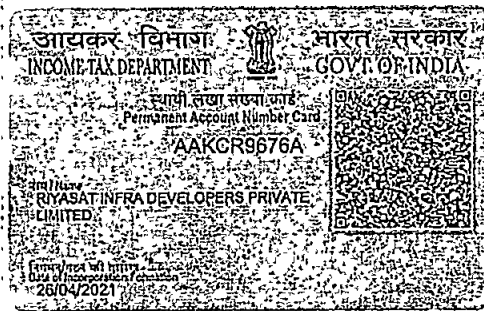 आयकर विभाग
भारत सरकार
INCOME TAX DEPARTMENT
GOVT. OF INDIA
स्थायी लेखा संख्या कार्ड
Permanent Account Number Card
AAKCR9676A
नाम / Name
RIYASAT INFRA DEVELOPERS PRIVATE
LIMITED
Date of Incorporation / Formation
26/04/2021